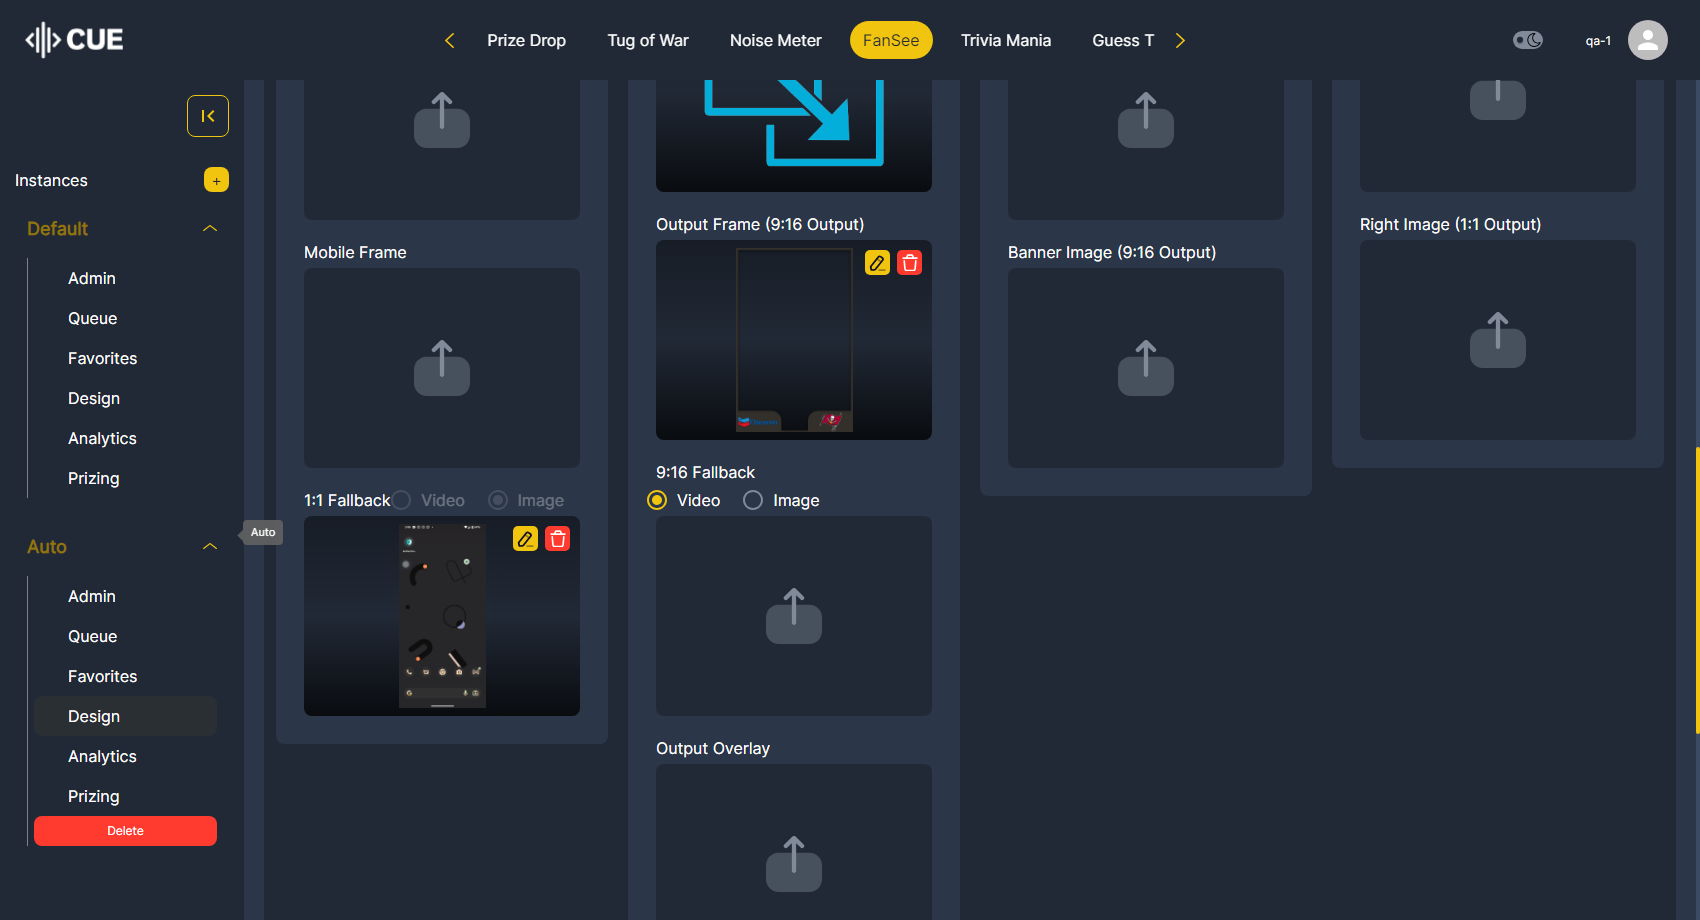 CUE
Prize Drop
Tug of War
Noise Meter
FanSee
Trivia Mania
Guess T
qa-1
Instances
+
Default
Admin
Queue
Favorites
Design
Analytics
Prizing
Auto
Auto
Admin
Queue
Favorites
Design
Analytics
Prizing
Delete
Mobile Frame
1:1 Fallback
Video
Image
Output Frame (9:16 Output)
9:16 Fallback
Video
Image
Output Overlay
Banner Image (9:16 Output)
Right Image (1:1 Output)